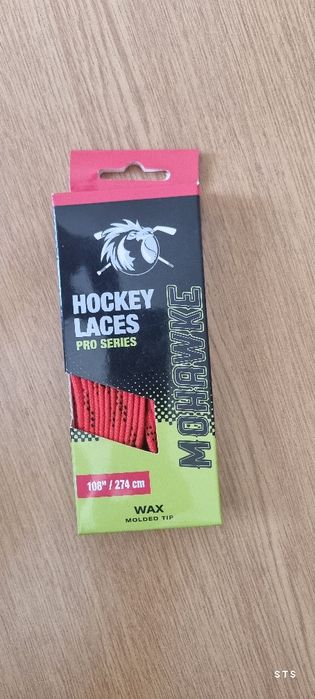 HOCKEY
LACES
PRO SERIES
MOHAWKE
108" / 274 cm
WAX
MOLDED TIP
STS